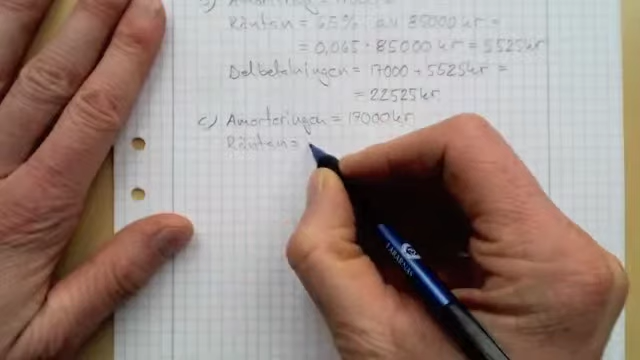 Räntan = 6,5% av 85000 kr =
= 0,065 · 85000 kr = 5525 kr
Delbetalningen = 17000 + 5525 kr =
= 22525 kr
c) Amorteringen = 17000 kr
Räntan =